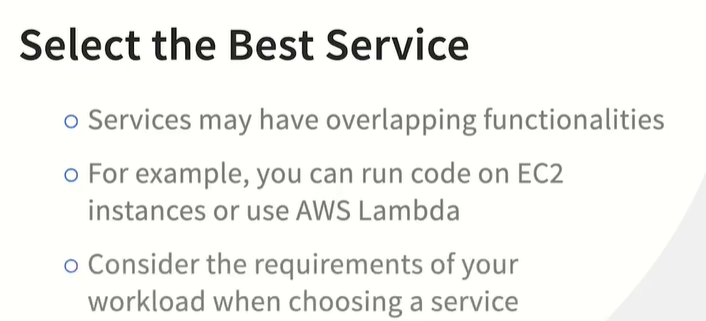 Select the Best Service
Services may have overlapping functionalities
For example, you can run code on EC2
instances or use AWS Lambda
Consider the requirements of your
workload when choosing a service